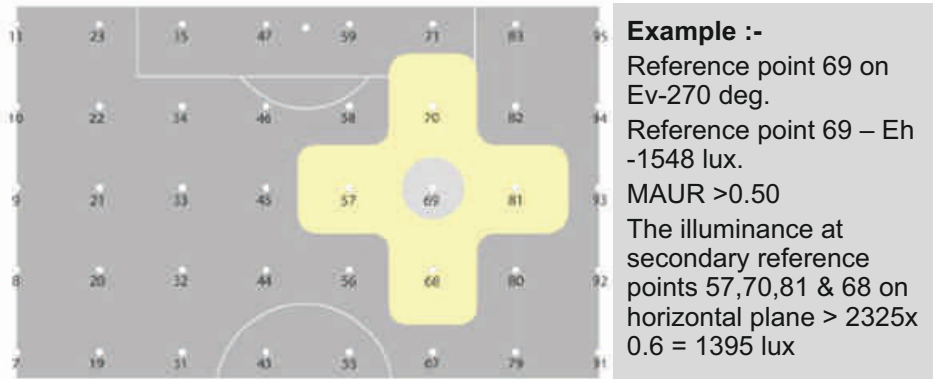 11 23 35 47 59 71 83 95
10 22 34 46 58 70 82 94
9 21 33 45 57 69 81 93
8 20 32 44 56 68 80 92
7 19 31 43 55 67 79 91
Example :-
Reference point 69 on
Ev-270 deg.
Reference point 69 – Eh
-1548 lux.
MAUR >0.50
The illuminance at
secondary reference
points 57,70,81 & 68 on
horizontal plane > 2325x
0.6 = 1395 lux